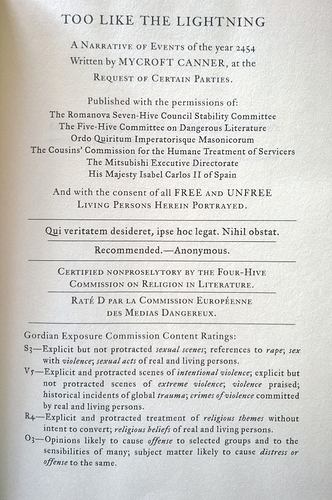 TOO LIKE THE LIGHTNING
A NARRATIVE OF EVENTS of the year 2454
Written by MYCROFT CANNER, at the
REQUEST OF CERTAIN PARTIES.
Published with the permissions of:
The Romanova Seven-Hive Council Stability Committee
The Five-Hive Committee on Dangerous Literature
Ordo Quiritum Imperatorisque Masonicorum
The Cousins' Commission for the Humane Treatment of Servicers
The Mitsubishi Executive Directorate
His Majesty Isabel Carlos II of Spain
And with the consent of all FREE AND UNFREE
LIVING PERSONS HEREIN PORTRAYED.
Qui veritatem desideret, ipse hoc legat. Nihil obstat.
Recommended.—Anonymous.
CERTIFIED NONPROSELYTORY BY THE FOUR-HIVE
COMMISSION ON RELIGION IN LITERATURE.
RATÉ D PAR LA COMMISSION EUROPÉENNE
DES MEDIAS DANGEREUX.
Gordian Exposure Commission Content Ratings:
S3—Explicit but not protracted sexual scenes; references to rape; sex
with violence; sexual acts of real and living persons.
V5—Explicit and protracted scenes of intentional violence; explicit but
not protracted scenes of extreme violence; violence praised;
historical incidents of global trauma; crimes of violence committed
by real and living persons.
R4—Explicit and protracted treatment of religious themes without
intent to convert; religious beliefs of real and living persons.
O3—Opinions likely to cause offense to selected groups and to the
sensibilities of many; subject matter likely to cause distress or
offense to the same.